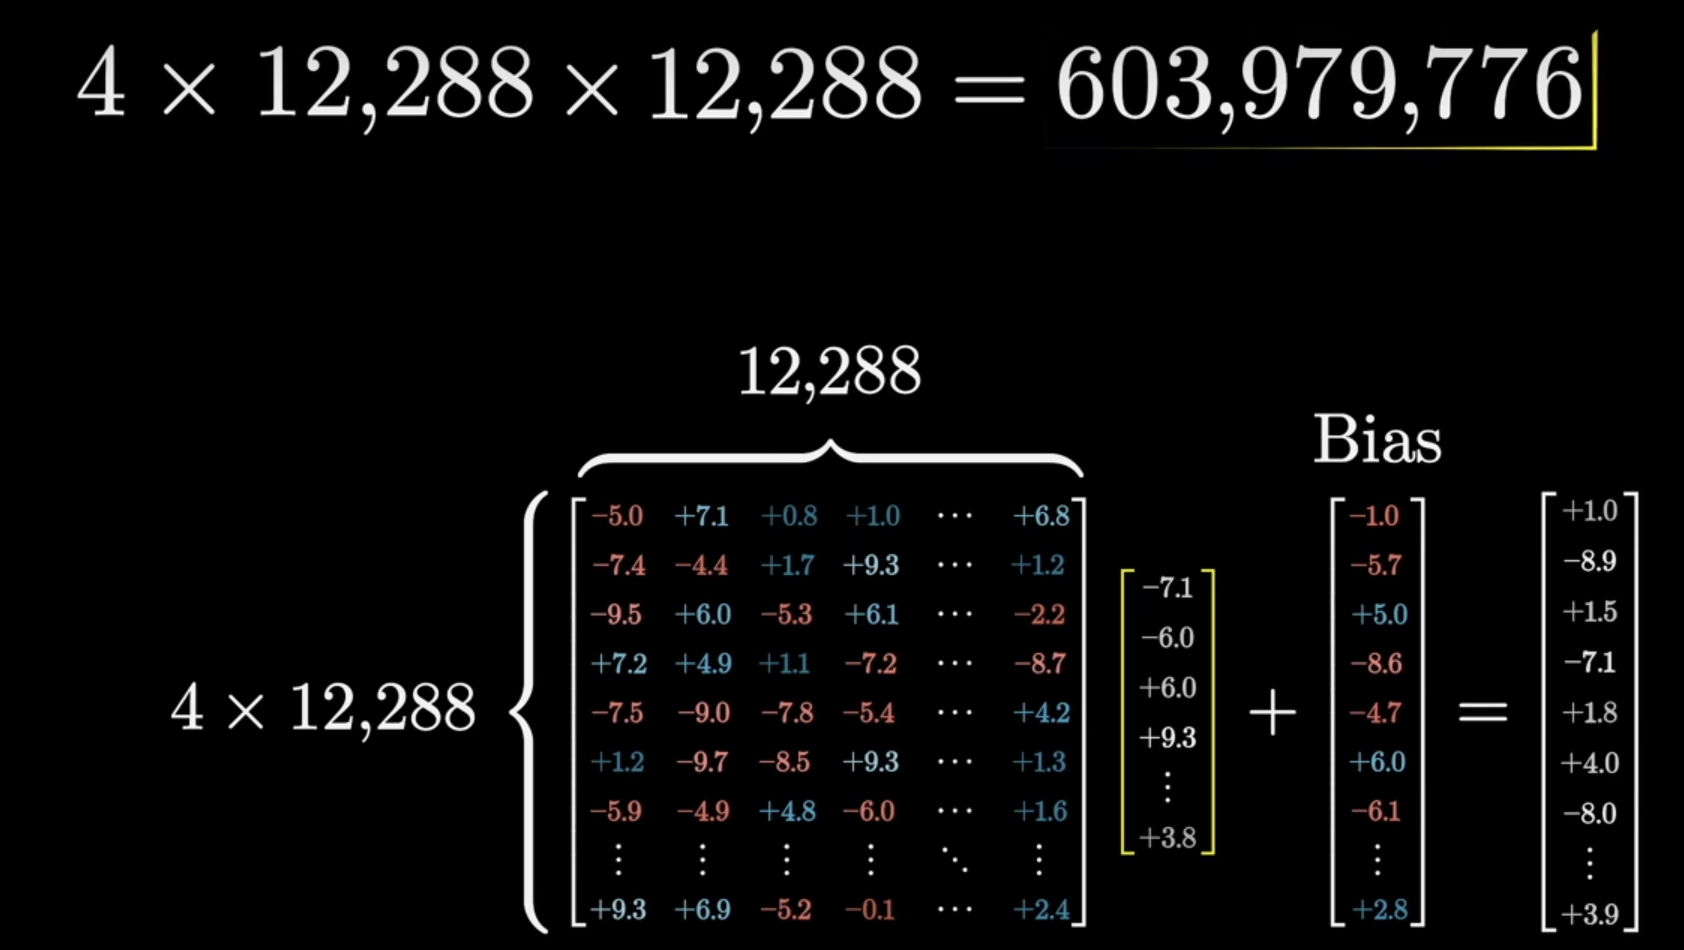 4 × 12,288 × 12,288 = 603,979,776
12,288
Bias
4 × 12,288
−5.0 +7.1 +0.8 +1.0 ⋯ +6.8
−7.4 −4.4 +1.7 +9.3 ⋯ +1.2
−9.5 +6.0 −5.3 +6.1 ⋯ −2.2
+7.2 +4.9 +1.1 −7.2 ⋯ −8.7
−7.5 −9.0 −7.8 −5.4 ⋯ +4.2
+1.2 −9.7 −8.5 +9.3 ⋯ +1.3
−5.9 −4.9 +4.8 −6.0 ⋯ +1.6
⋮ ⋮ ⋮ ⋮ ⋱ ⋮
+9.3 +6.9 −5.2 −0.1 ⋯ +2.4
−7.1
−6.0
+6.0
+9.3
⋮
+3.8
+
−1.0
−5.7
+5.0
−8.6
−4.7
+6.0
−6.1
⋮
+2.8
=
+1.0
−8.9
+1.5
−7.1
+1.8
+4.0
−8.0
⋮
+3.9